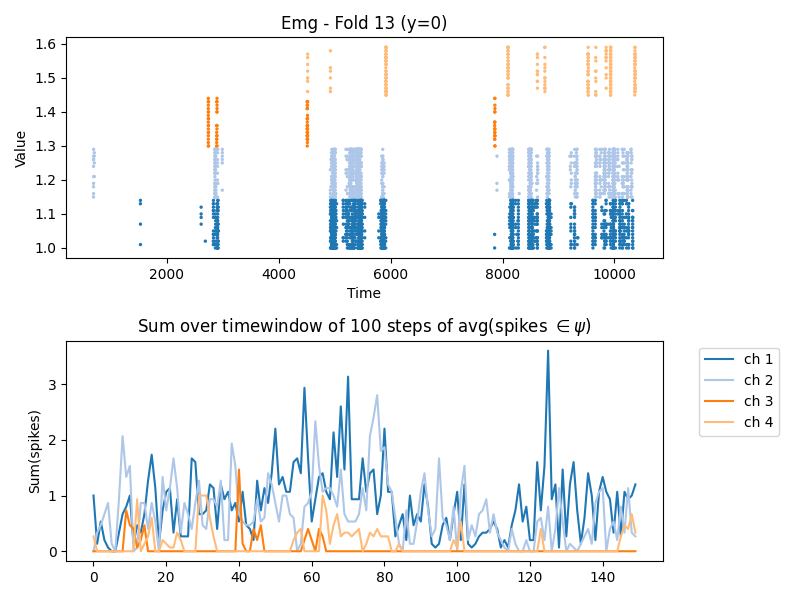 Emg - Fold 13 (y=0)
1.6
1.5
1.4
1.3
1.2
1.1
1.0
Value
2000 4000 6000 8000 10000
Time
Sum over timewindow of 100 steps of avg(spikes ∈ ψ)
3
2
1
0
Sum(spikes)
0 20 40 60 80 100 120 140
ch 1
ch 2
ch 3
ch 4